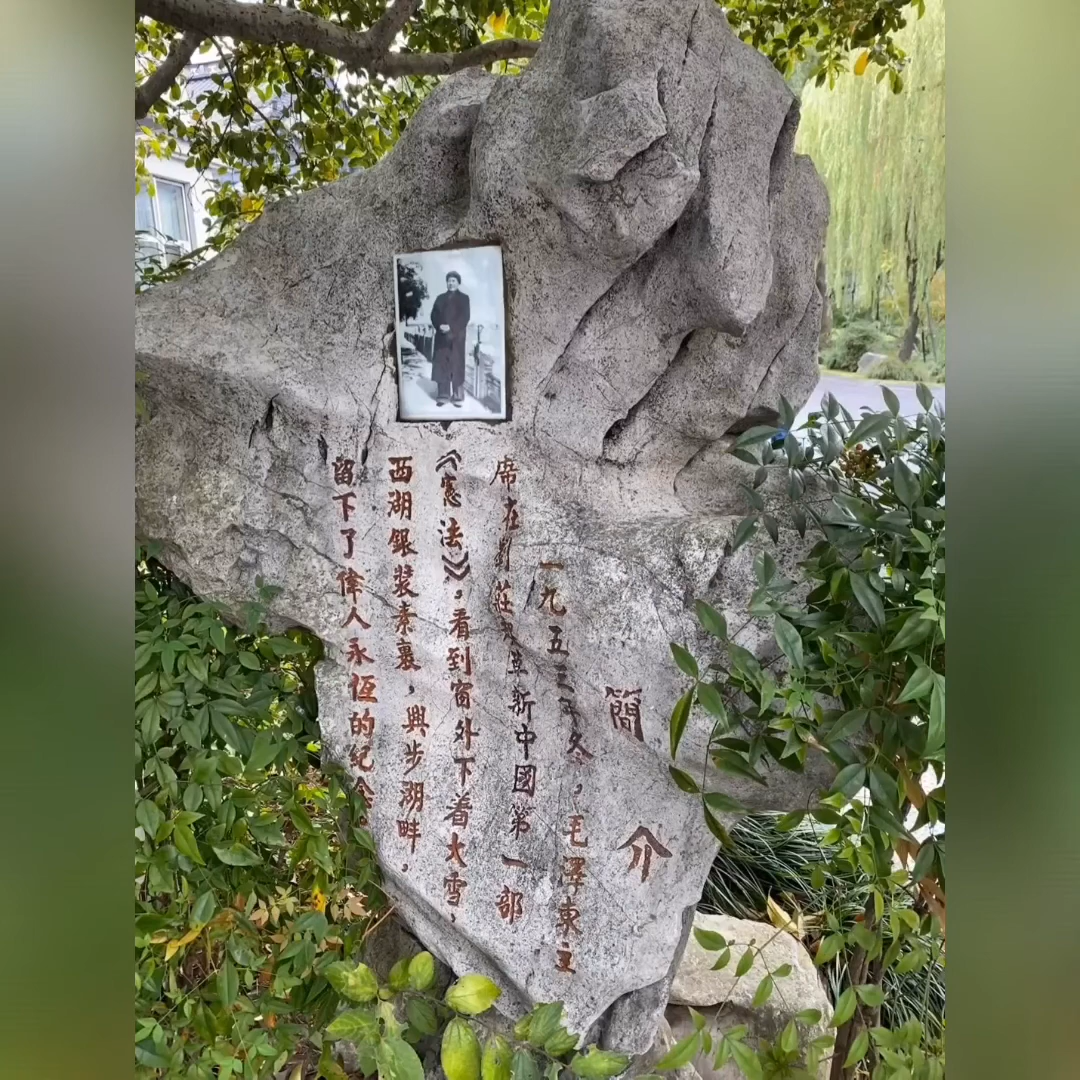 簡介
一九五三年冬，毛澤東主
席在劉莊起草新中國第一部
《憲法》，看到窗外下着大雪，
西湖銀裝素裹，興步湖畔，
留下了偉人永恆的紀念